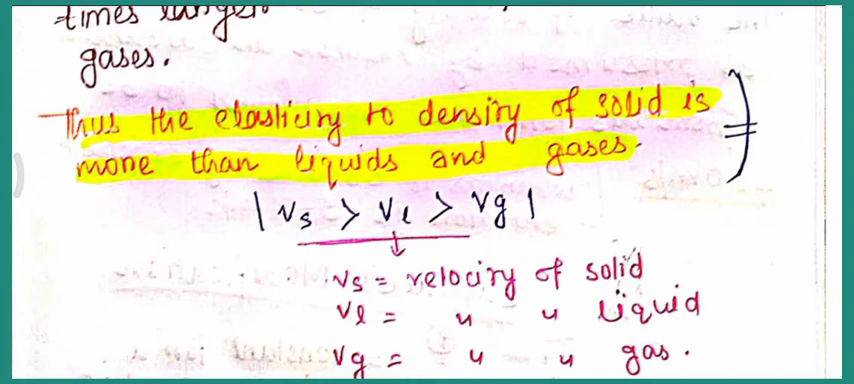 times larger
gases.
Thus the elasticity to density of solid is
more than liquids and gases.
| Vs > Vl > Vg |
Vs = velocity of solid
Vl = " " liquid
Vg = " " gas.